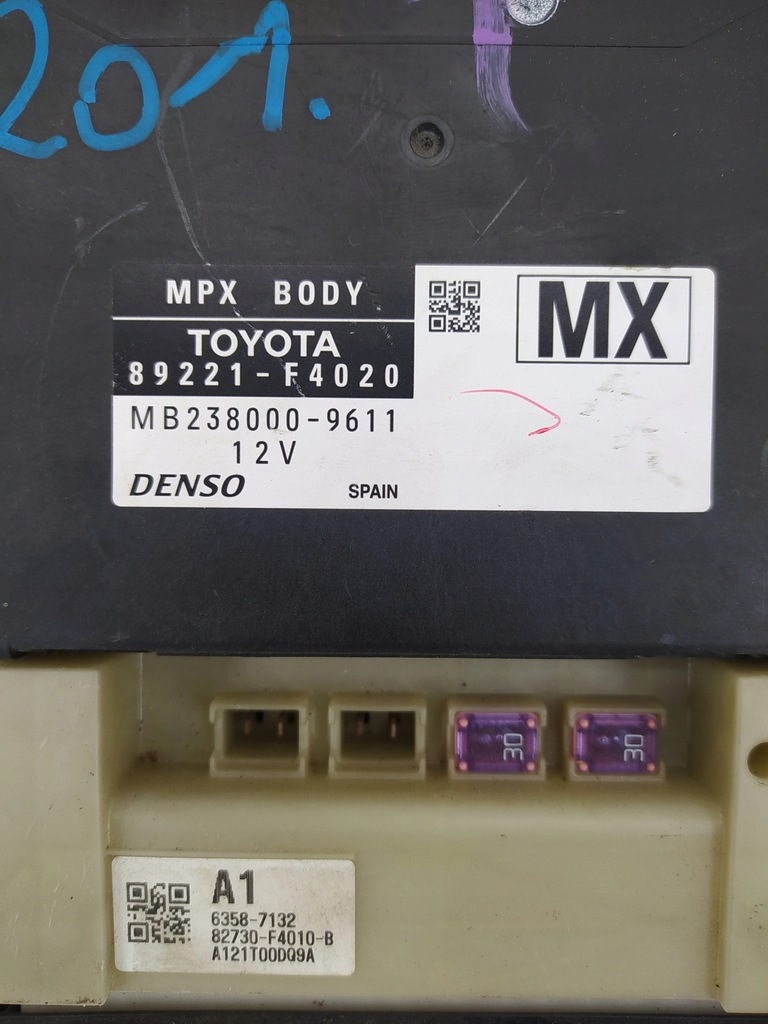 201.
MPX BODY
MX
TOYOTA
89221-F4020
MB238000-9611
12V
DENSO
SPAIN
30
30
A1
6358-7132
82730-F4010-B
A121T00DQ9A